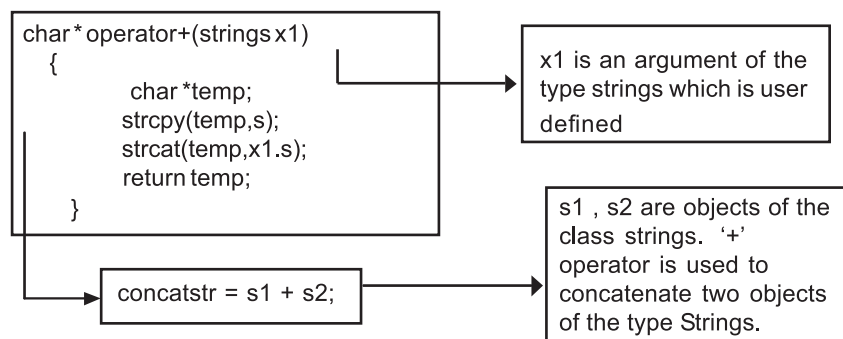 char * operator+(strings x1)
{
char *temp;
strcpy(temp,s);
strcat(temp,x1.s);
return temp;
}
x1 is an argument of the
type strings which is user
defined
concatstr = s1 + s2;
s1 , s2 are objects of the
class strings. ‘+’
operator is used to
concatenate two objects
of the type Strings.